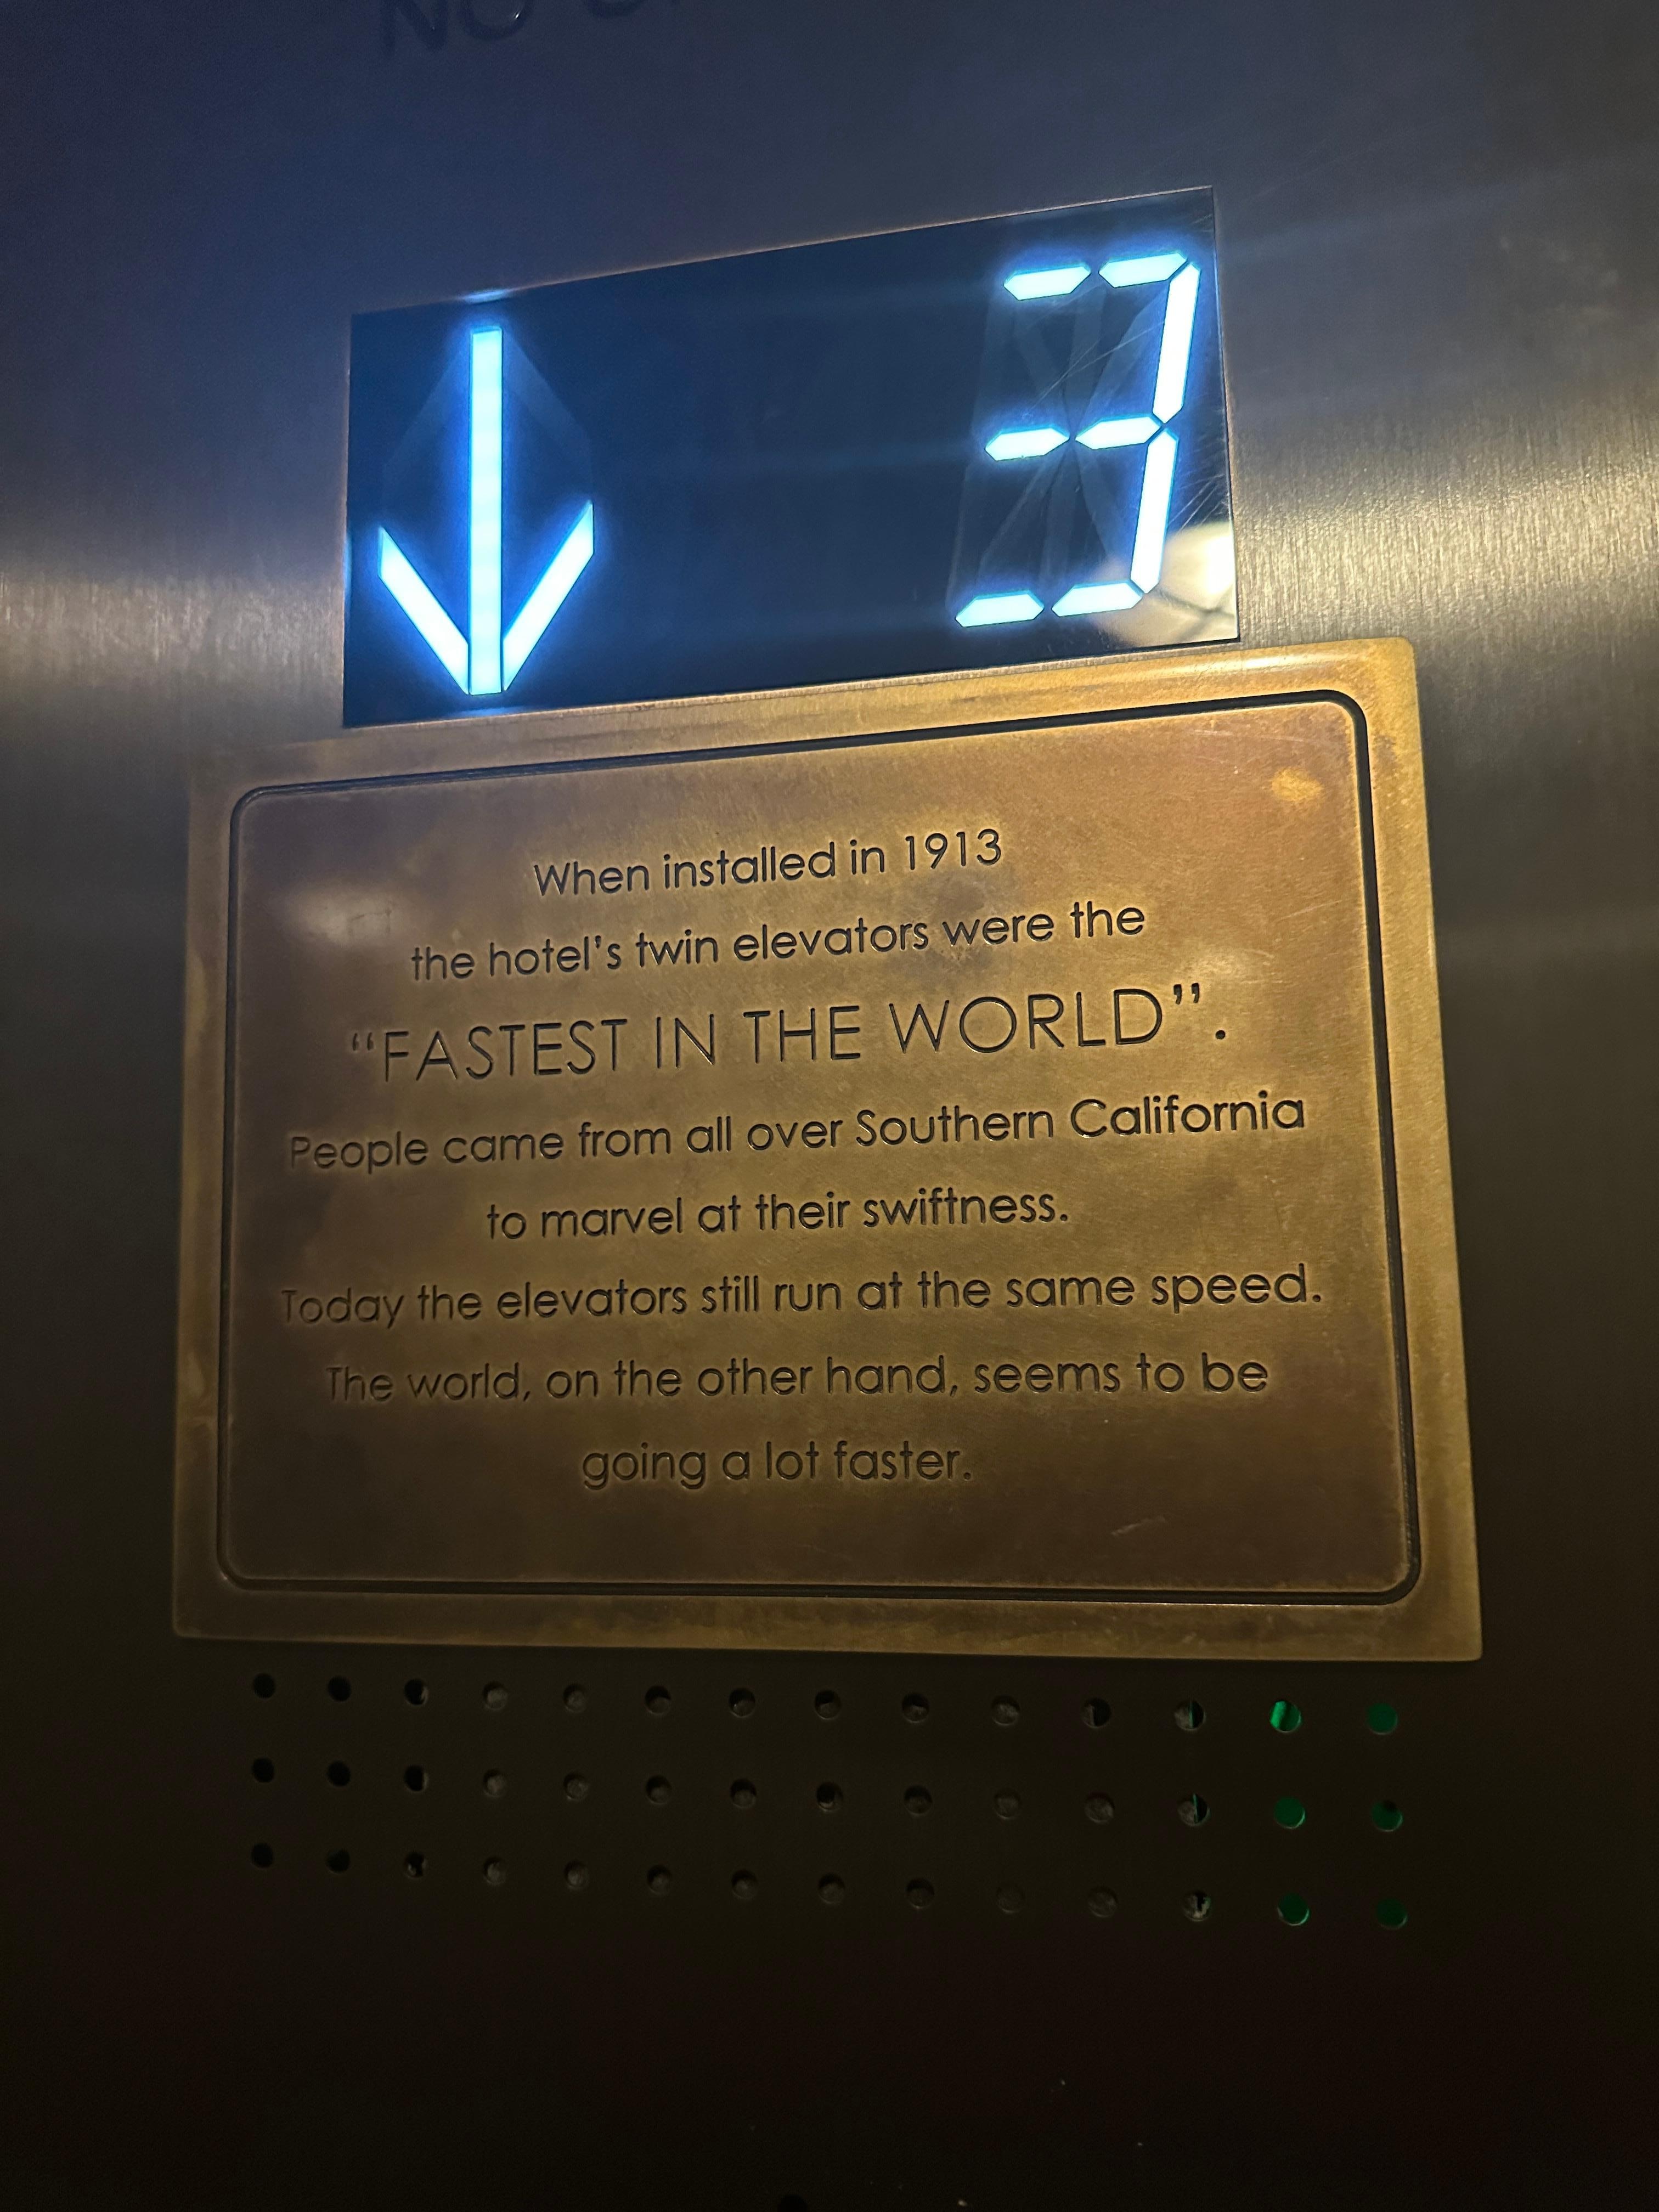 NO
3
When installed in 1913
the hotel's twin elevators were the
“FASTEST IN THE WORLD”.
People came from all over Southern California
to marvel at their swiftness.
Today the elevators still run at the same speed.
The world, on the other hand, seems to be
going a lot faster.